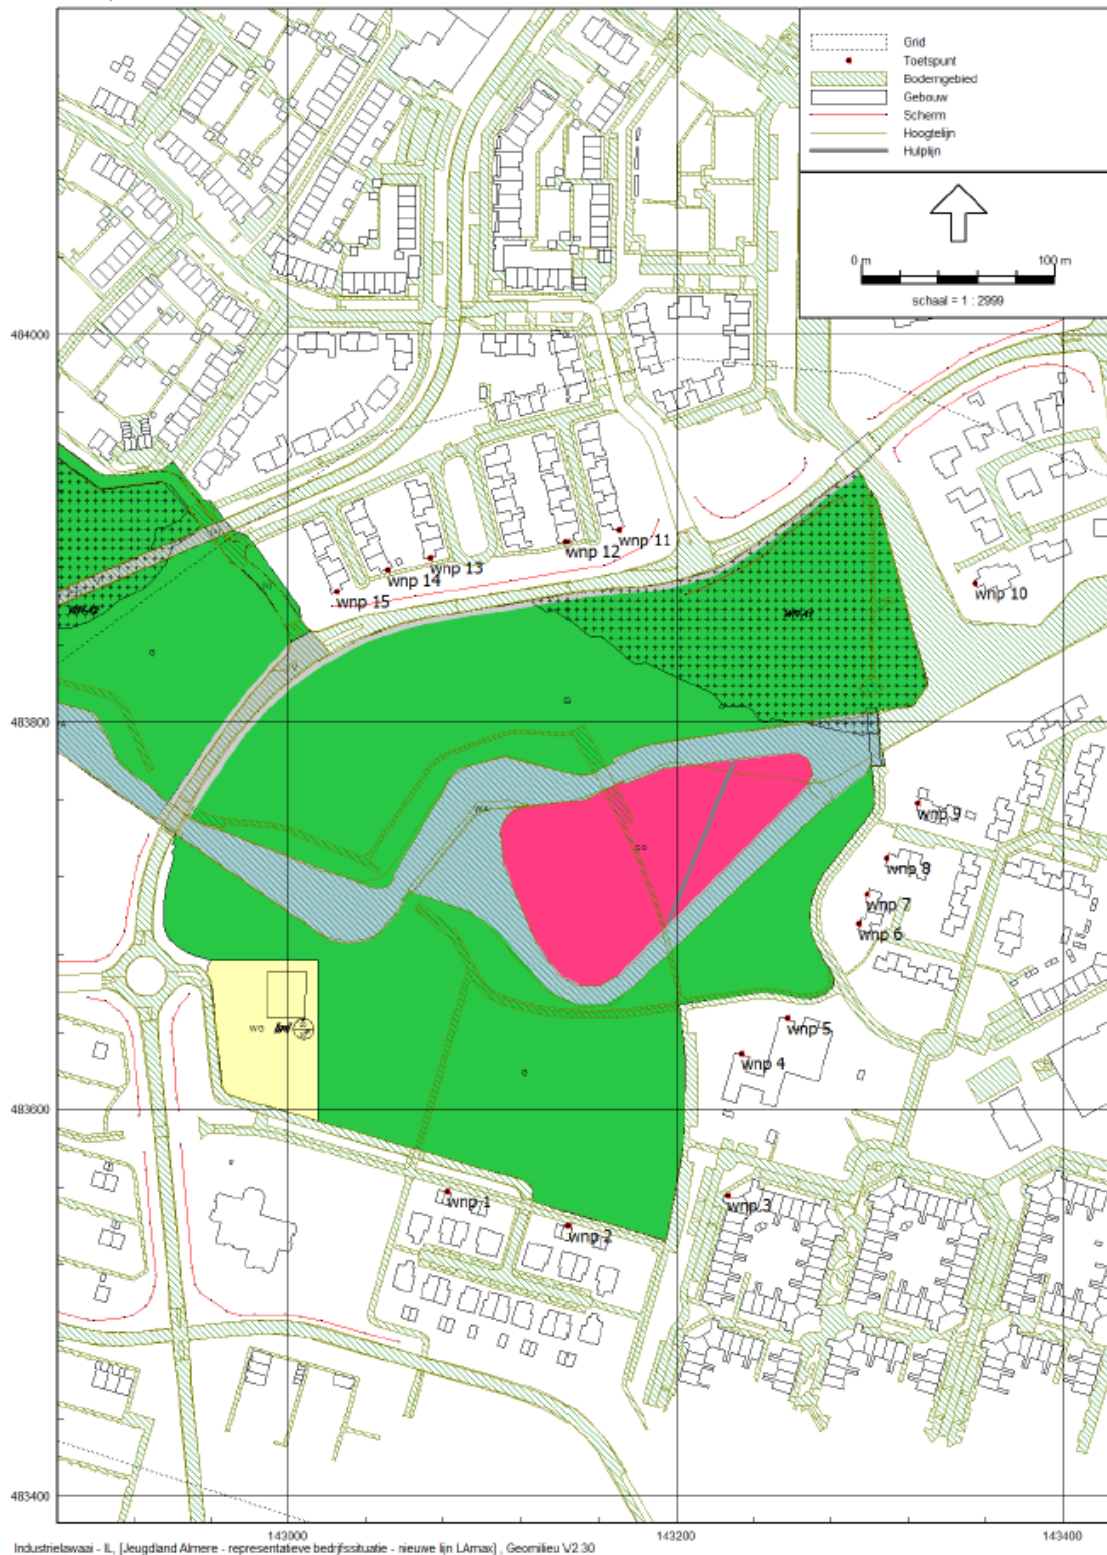 Grid
Toetspunt
Bodemgebied
Gebouw
Scherm
Hoogtelijn
Hulplijn
0 m 100 m
schaal = 1 : 2999
484000
wnp 11
wnp 12
wnp 13
wnp 14
wnp 15
wnp 10
483800
wnp 9
wnp 8
wnp 7
wnp 6
wnp 5
wnp 4
WG
483600
wnp 1
wnp 2
wnp 3
483400
143000 143200 143400
Industrielawaai - IL, [Jeugdland Almere - representatieve bedrijfssituatie - nieuwe lijn LAmax] , Geomilieu V2.30